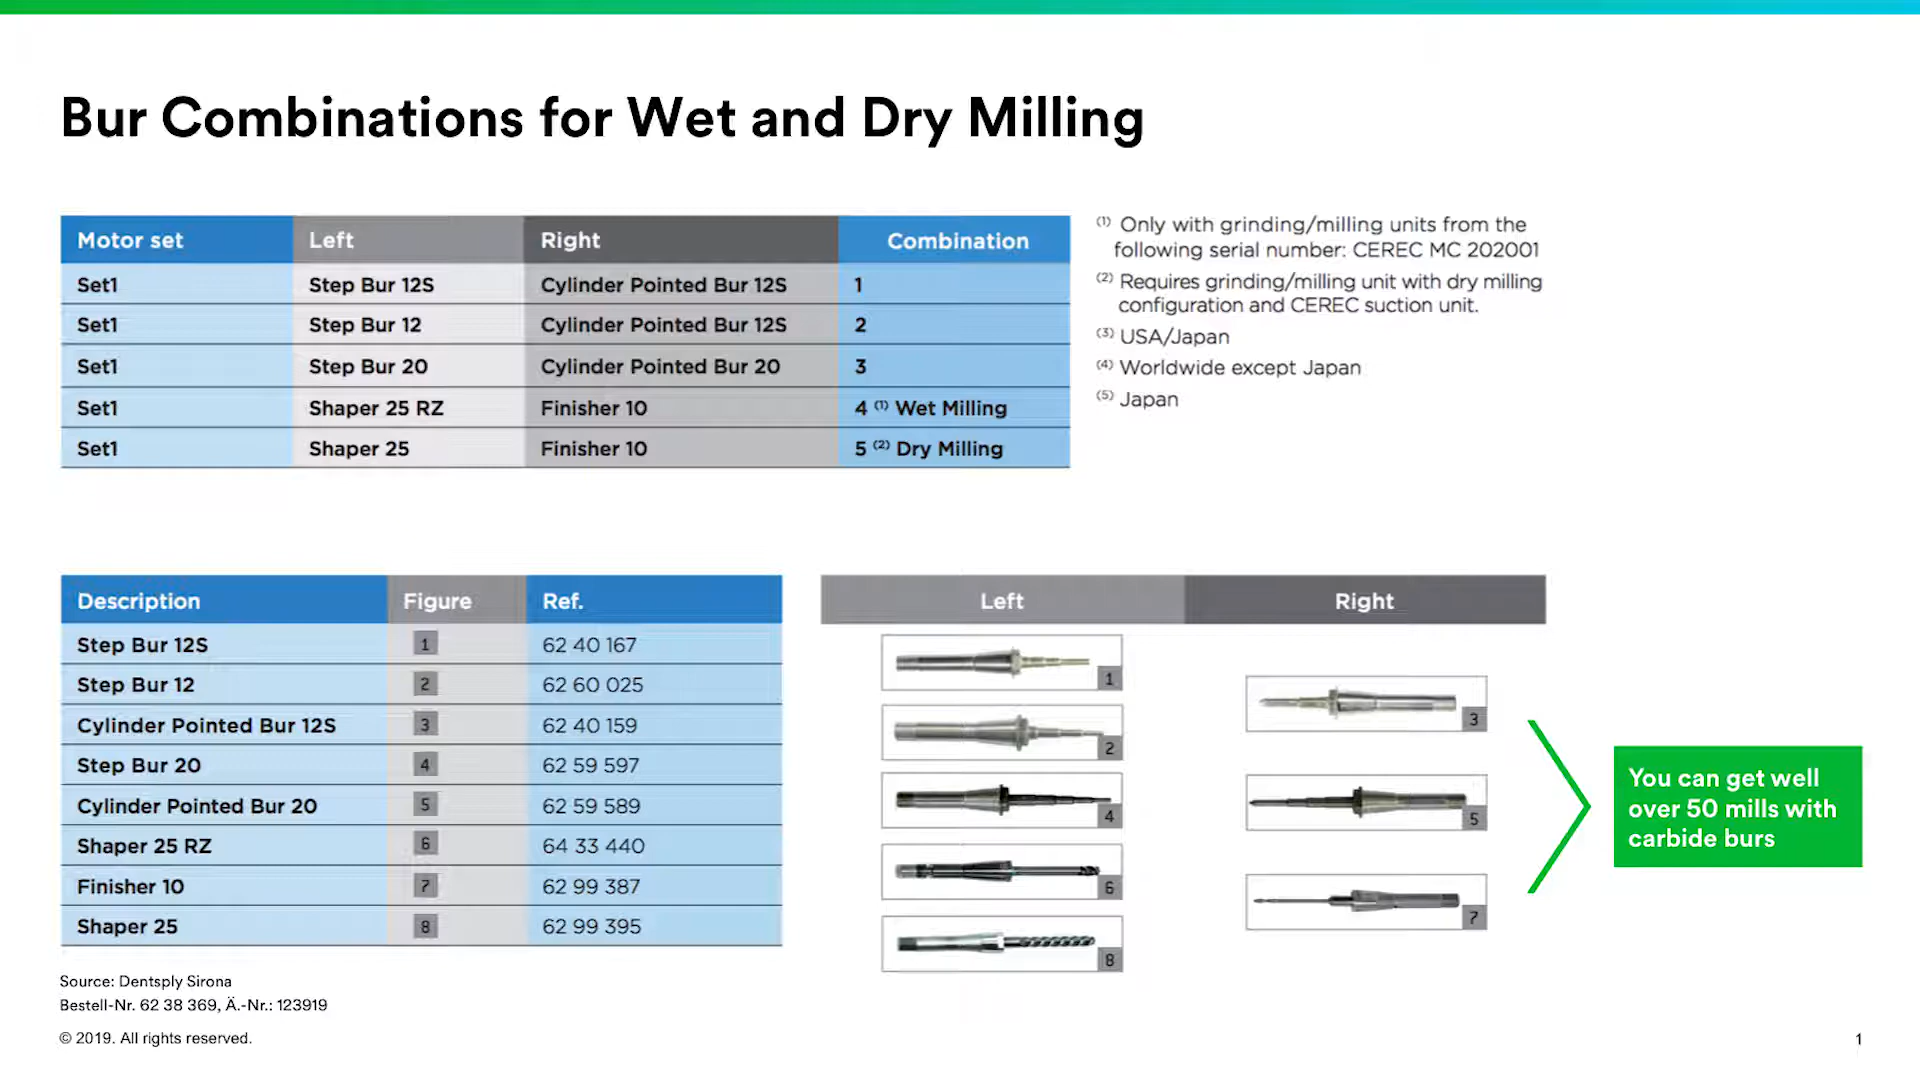 Bur Combinations for Wet and Dry Milling
Motor set Left Right Combination
Set1 Step Bur 12S Cylinder Pointed Bur 12S 1
Set1 Step Bur 12 Cylinder Pointed Bur 12S 2
Set1 Step Bur 20 Cylinder Pointed Bur 20 3
Set1 Shaper 25 RZ Finisher 10 4 (1) Wet Milling
Set1 Shaper 25 Finisher 10 5 (2) Dry Milling
(1) Only with grinding/milling units from the
following serial number: CEREC MC 202001
(2) Requires grinding/milling unit with dry milling
configuration and CEREC suction unit.
(3) USA/Japan
(4) Worldwide except Japan
(5) Japan
Description Figure Ref.
Step Bur 12S 1 62 40 167
Step Bur 12 2 62 60 025
Cylinder Pointed Bur 12S 3 62 40 159
Step Bur 20 4 62 59 597
Cylinder Pointed Bur 20 5 62 59 589
Shaper 25 RZ 6 64 33 440
Finisher 10 7 62 99 387
Shaper 25 8 62 99 395
Left Right
1
2
4
6
8
3
5
7
You can get well
over 50 mills with
carbide burs
Source: Dentsply Sirona
Bestell-Nr. 62 38 369, Ä.-Nr.: 123919
© 2019. All rights reserved.
1